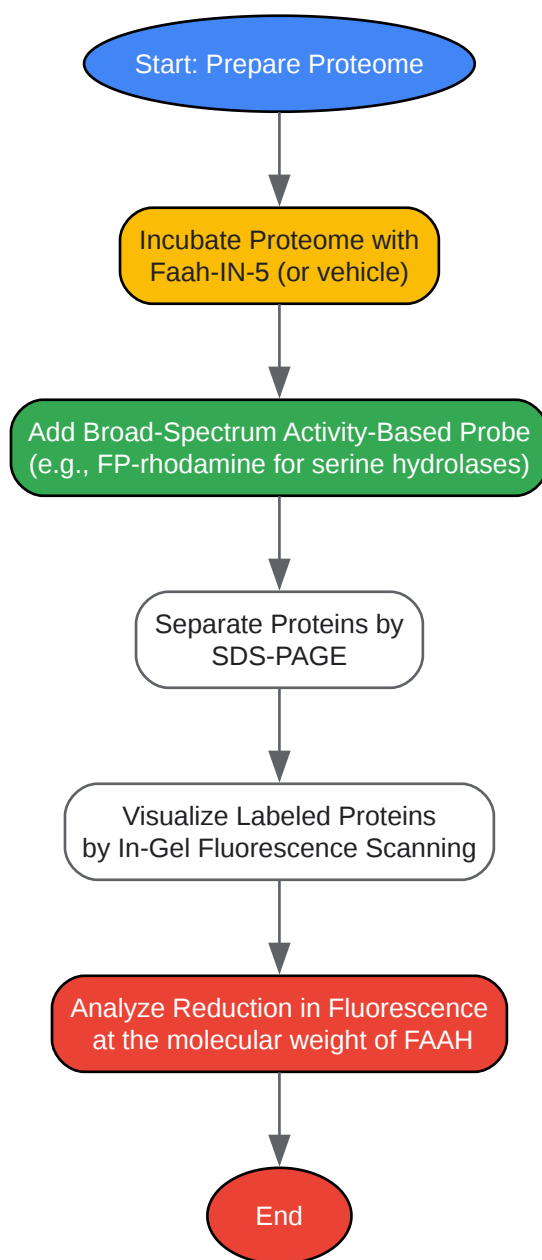 Start: Prepare Proteome
Incubate Proteome with
Faah-IN-5 (or vehicle)
Add Broad-Spectrum Activity-Based Probe
(e.g., FP-rhodamine for serine hydrolases)
Separate Proteins by
SDS-PAGE
Visualize Labeled Proteins
by In-Gel Fluorescence Scanning
Analyze Reduction in Fluorescence
at the molecular weight of FAAH
End